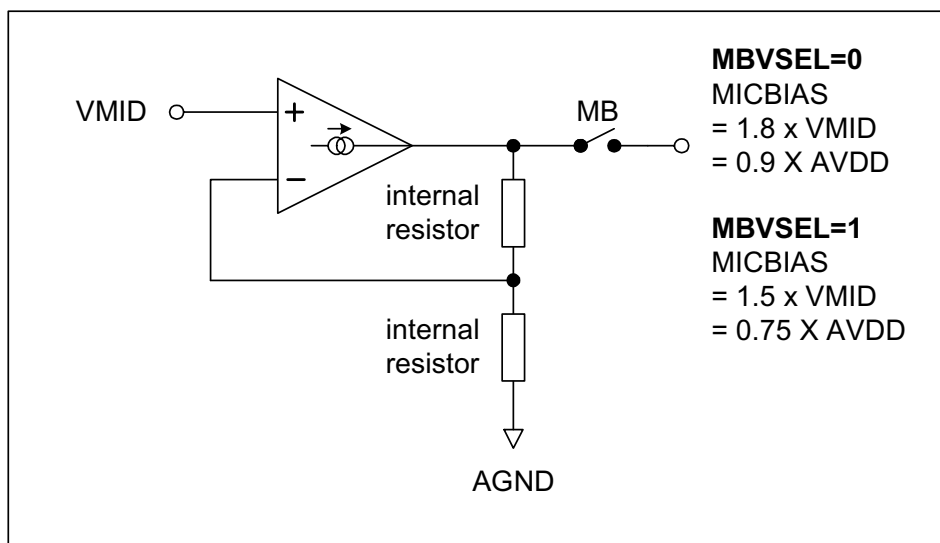 VMID
+
−
MB
internal
resistor
internal
resistor
AGND
MBVSEL=0
MICBIAS
= 1.8 x VMID
= 0.9 X AVDD
MBVSEL=1
MICBIAS
= 1.5 x VMID
= 0.75 X AVDD